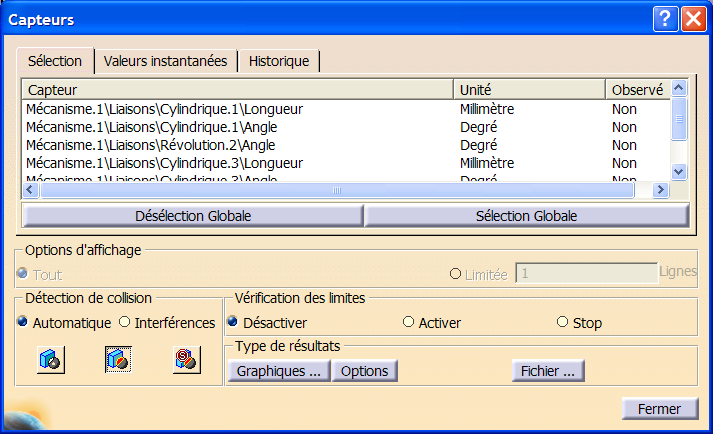 Capteurs
Sélection Valeurs instantanées Historique
Capteur Unité Observé
Mécanisme.1\Liaisons\Cylindrique.1\Longueur Millimètre Non
Mécanisme.1\Liaisons\Cylindrique.1\Angle Degré Non
Mécanisme.1\Liaisons\Révolution.2\Angle Degré Non
Mécanisme.1\Liaisons\Cylindrique.3\Longueur Millimètre Non
Mécanisme.1\Liaisons\Cylindrique.3\Angle Degré Non
Désélection Globale Sélection Globale
Options d'affichage
Tout Limitée 1 Lignes
Détection de collision Vérification des limites
Automatique Interférences Désactiver Activer Stop
Type de résultats
Graphiques ... Options Fichier ...
Fermer